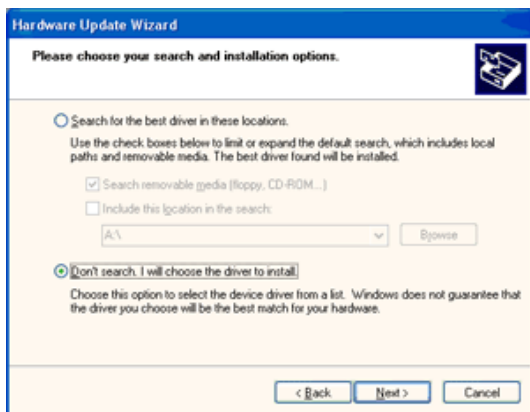 Hardware Update Wizard
Please choose your search and installation options.
Search for the best driver in these locations.
Use the check boxes below to limit or expand the default search, which includes local
paths and removable media. The best driver found will be installed.
Search removable media (floppy, CD-ROM...)
Include this location in the search:
A:\
Browse
Don't search. I will choose the driver to install.
Choose this option to select the device driver from a list. Windows does not guarantee that
the driver you choose will be the best match for your hardware.
< Back
Next >
Cancel